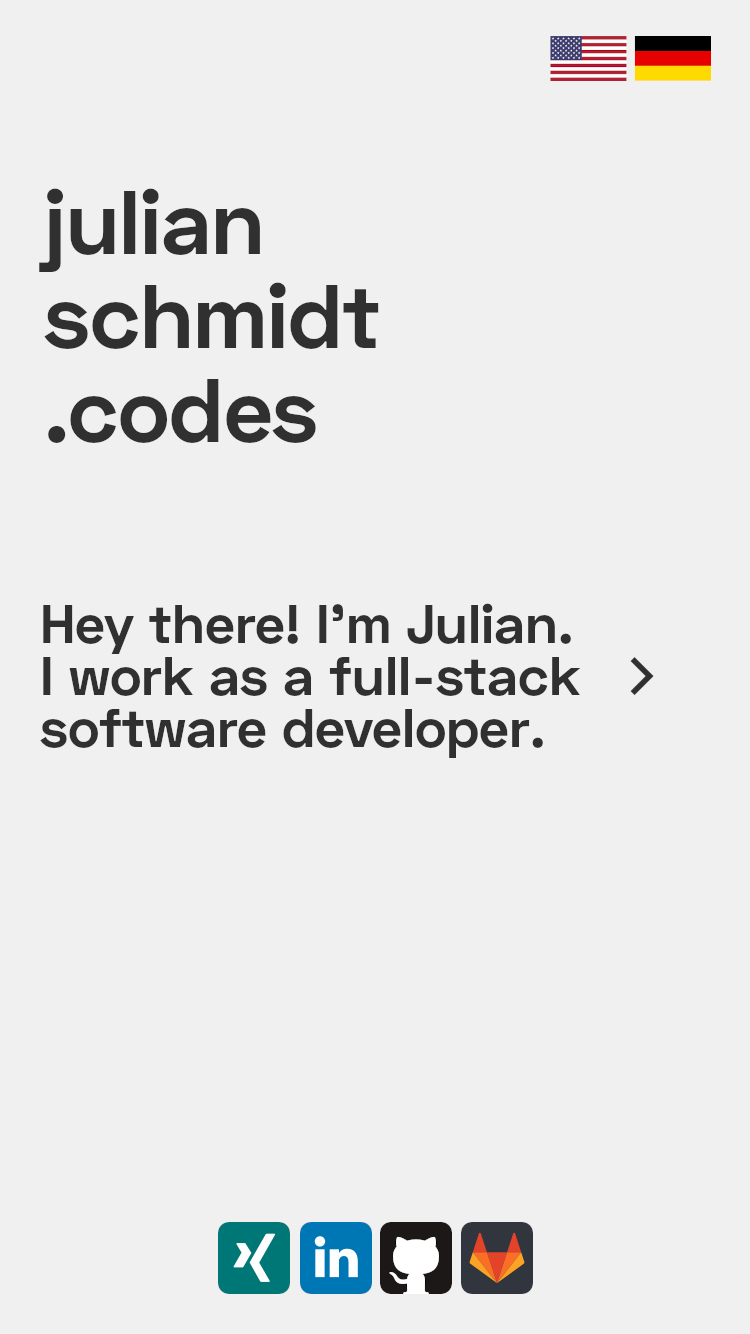 julian
schmidt
.codes
Hey there! I’m Julian.
I work as a full-stack
software developer.
in